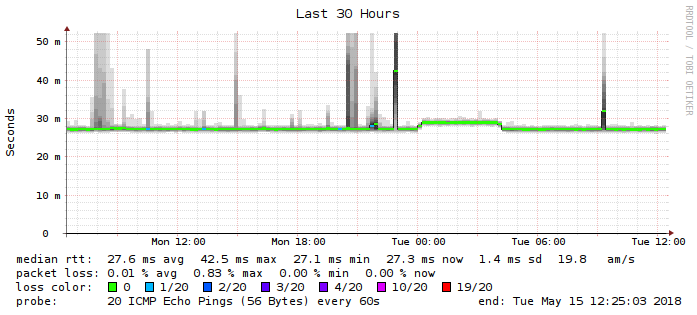 Last 30 Hours
RRDTOOL / TOBI OETIKER
Seconds
50 m
40 m
30 m
20 m
10 m
0
Mon 12:00 Mon 18:00 Tue 00:00 Tue 06:00 Tue 12:00
median rtt: 27.6 ms avg 42.5 ms max 27.1 ms min 27.3 ms now 1.4 ms sd 19.8 am/s
packet loss: 0.01 % avg 0.83 % max 0.00 % min 0.00 % now
loss color: 0 1/20 2/20 3/20 4/20 10/20 19/20
probe: 20 ICMP Echo Pings (56 Bytes) every 60s end: Tue May 15 12:25:03 2018